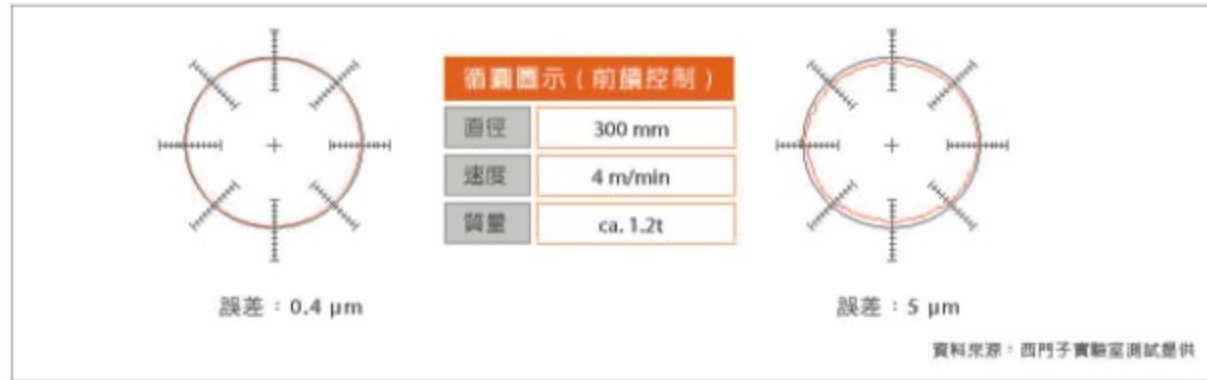 循圓圖示(前饋控制)
直徑 300 mm
速度 4 m/min
質量 ca. 1.2t
誤差:0.4 μm
誤差:5 μm
資料來源:西門子實驗室測試提供